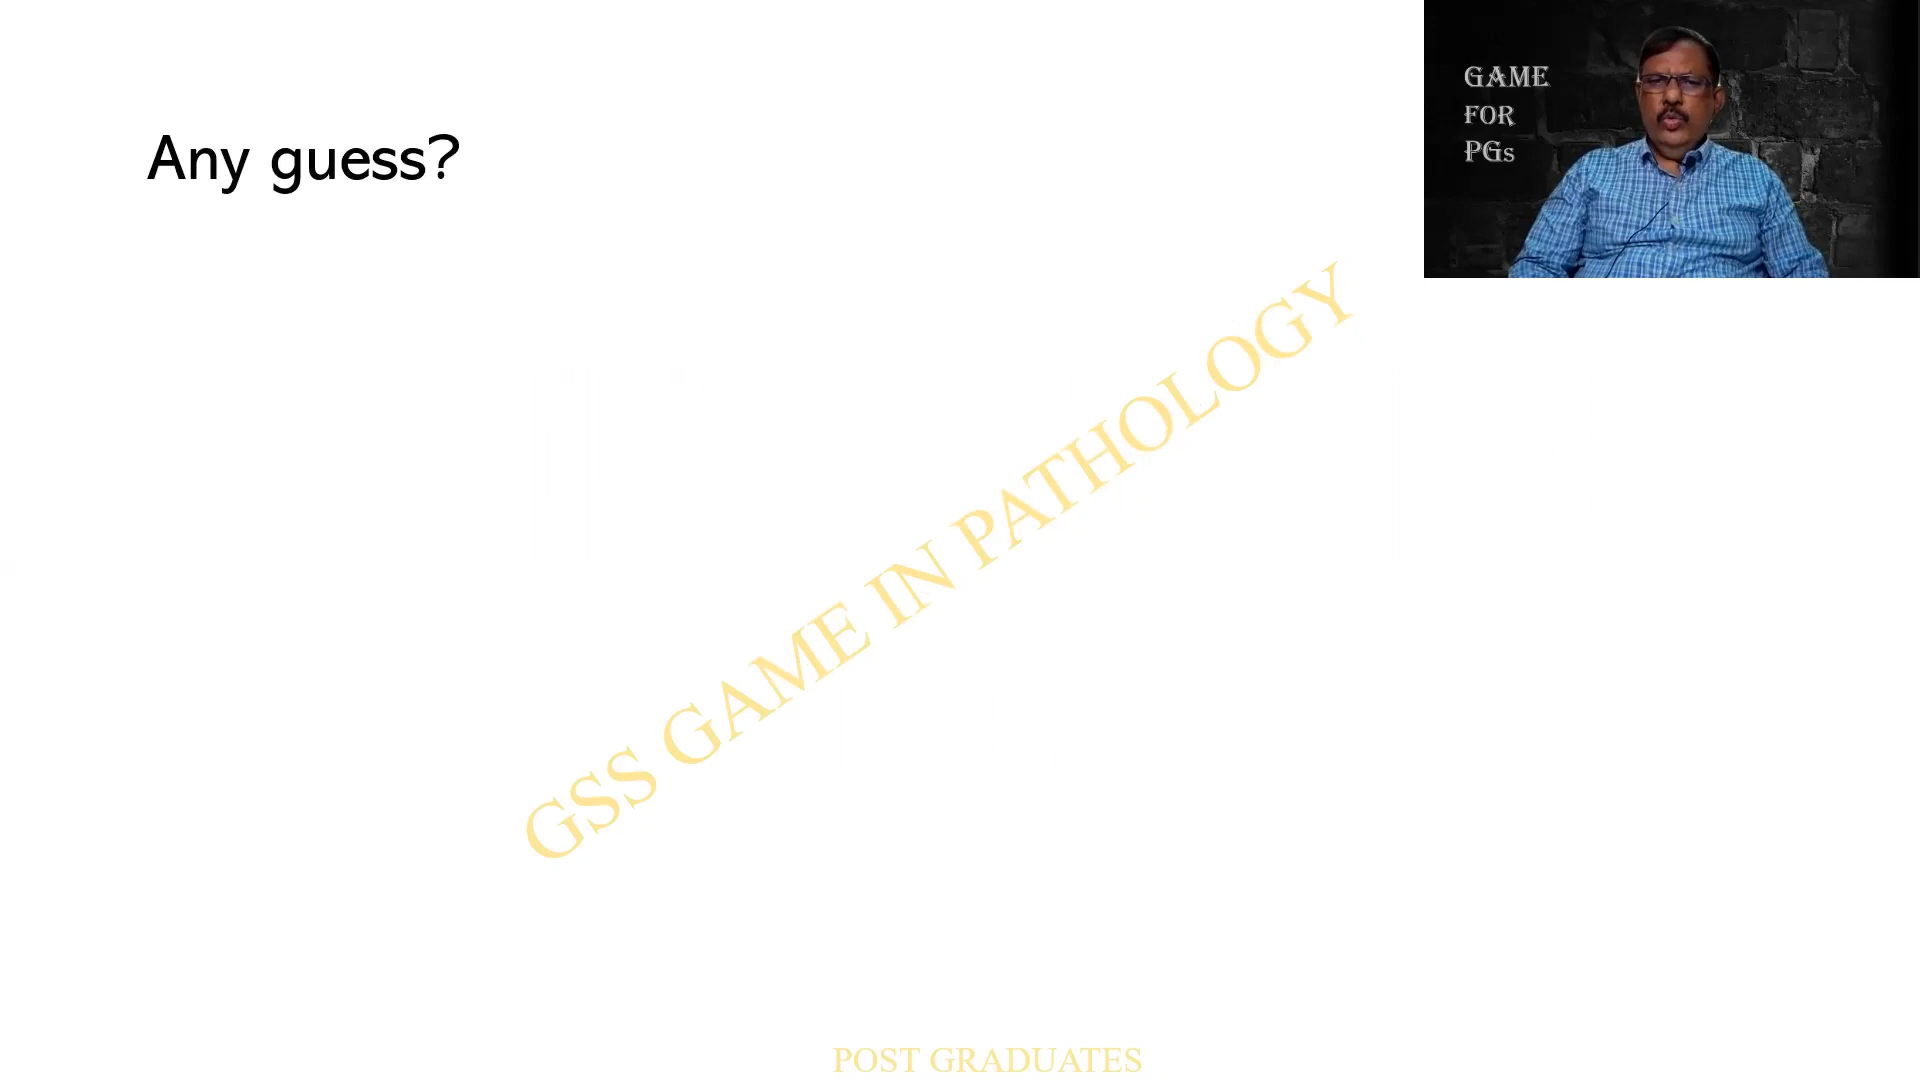 Any guess?
GAME
FOR
PGs
GSS GAME IN PATHOLOGY
POST GRADUATES